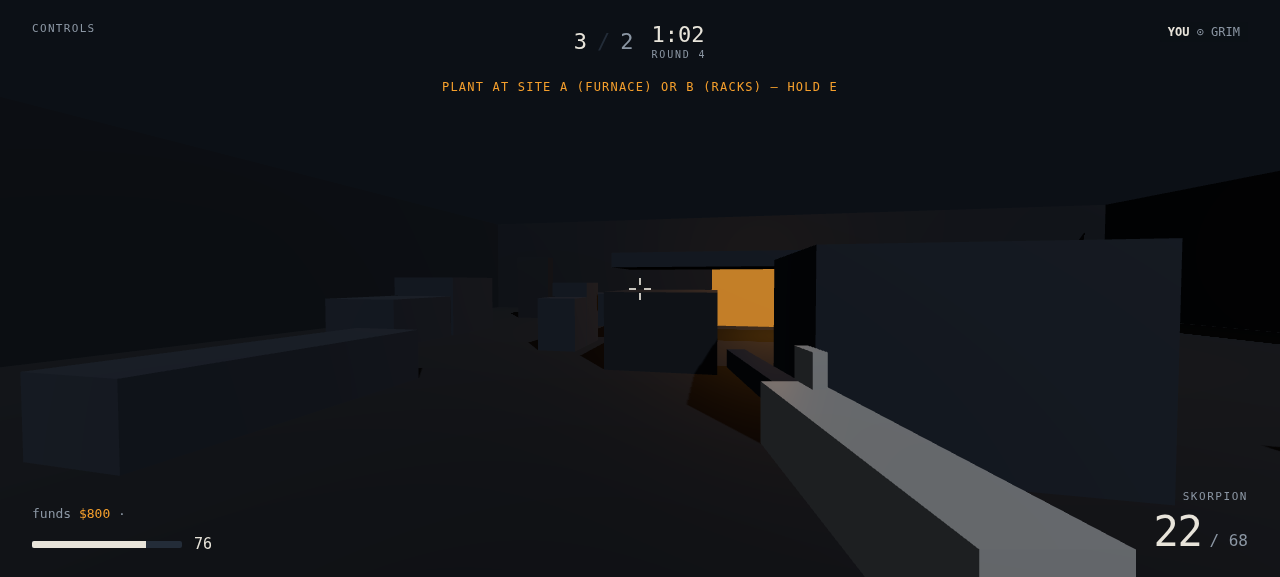 CONTROLS
3 / 2 1:02
ROUND 4
YOU ⊙ GRIM
PLANT AT SITE A (FURNACE) OR B (RACKS) — HOLD E
funds $800 ·
76
SKORPION
22 / 68